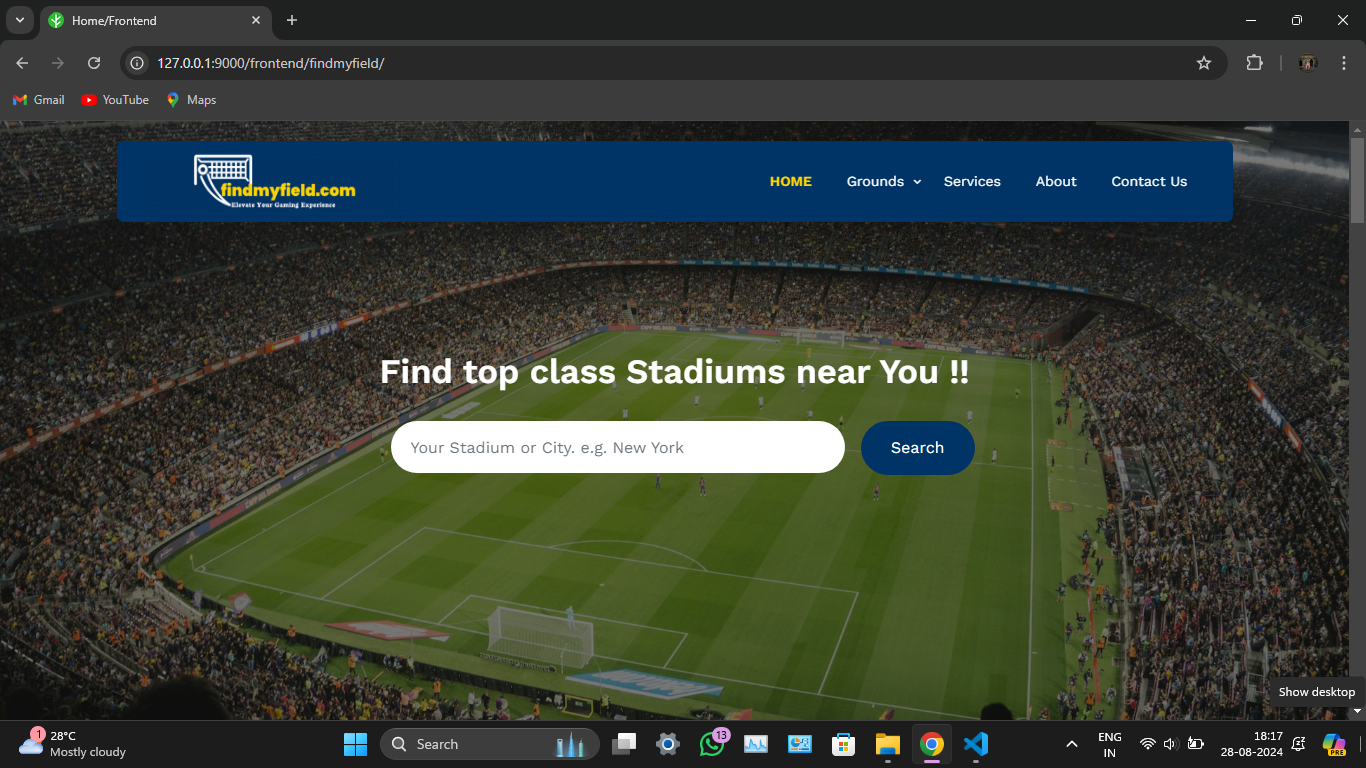 Home/Frontend
127.0.0.1:9000/frontend/findmyfield/
Gmail
YouTube
Maps
findmyfield.com
Elevate Your Gaming Experience
HOME
Grounds
Services
About
Contact Us
Find top class Stadiums near You !!
Your Stadium or City. e.g. New York
Search
Show desktop
1
28°C
Mostly cloudy
Search
13
ENG
IN
18:17
28-08-2024
PRE